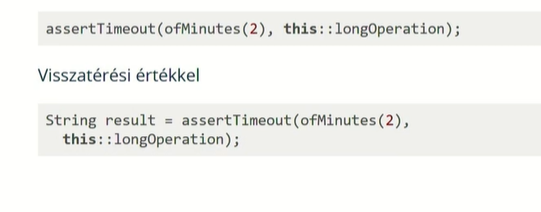 assertTimeout(ofMinutes(2), this::longOperation);
Visszatérési értékkel
String result = assertTimeout(ofMinutes(2),
this::longOperation);